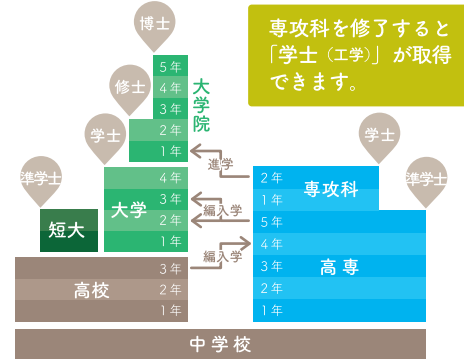 専攻科を修了すると
「学士（工学）」が取得
できます。
博士
修士
学士
準学士
5年
4年
3年
2年
1年
大学院
4年
3年
2年
1年
大学
短大
3年
2年
1年
高校
進学
編入学
編入学
学士
準学士
2年
1年
専攻科
5年
4年
3年
2年
1年
高専
中学校